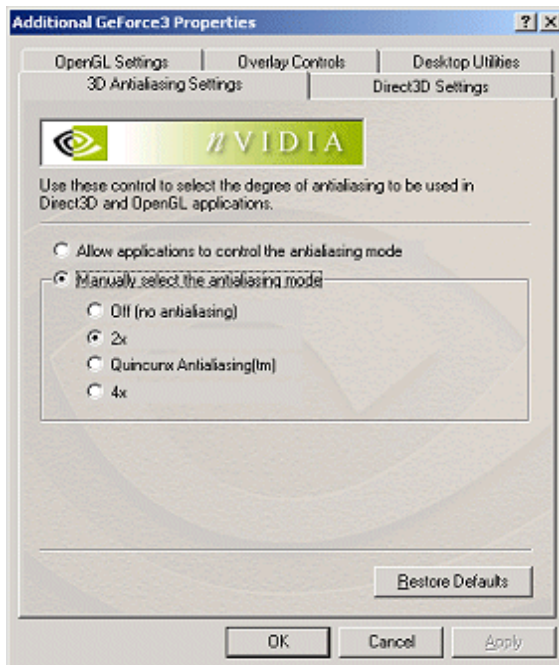 Additional GeForce3 Properties
OpenGL Settings
Overlay Controls
Desktop Utilities
3D Antialiasing Settings
Direct3D Settings
nVIDIA
Use these control to select the degree of antialiasing to be used in
Direct3D and OpenGL applications.
Allow applications to control the antialiasing mode
Manually select the antialiasing mode
Off (no antialiasing)
2x
Quincunx Antialiasing(tm)
4x
Restore Defaults
OK
Cancel
Apply